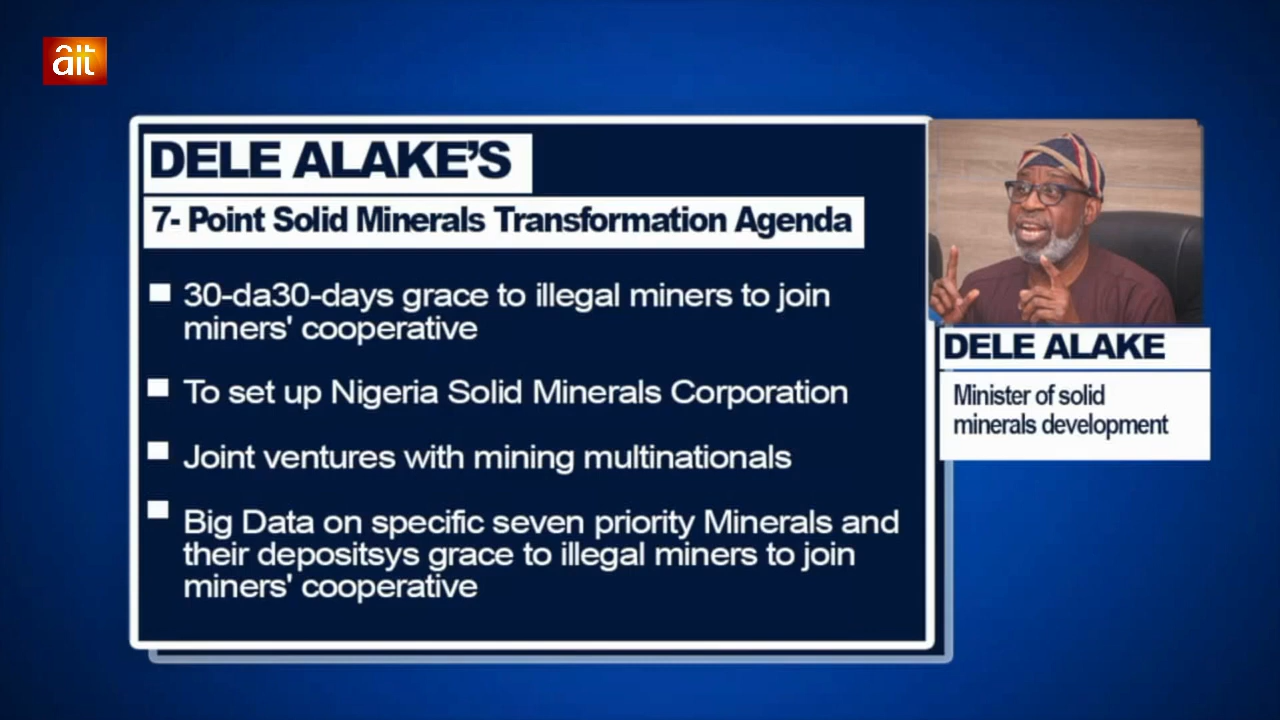 ait
DELE ALAKE'S
7- Point Solid Minerals Transformation Agenda
30-da30-days grace to illegal miners to join
miners' cooperative
To set up Nigeria Solid Minerals Corporation
Joint ventures with mining multinationals
Big Data on specific seven priority Minerals and
their depositsys grace to illegal miners to join
miners' cooperative
DELE ALAKE
Minister of solid
minerals development